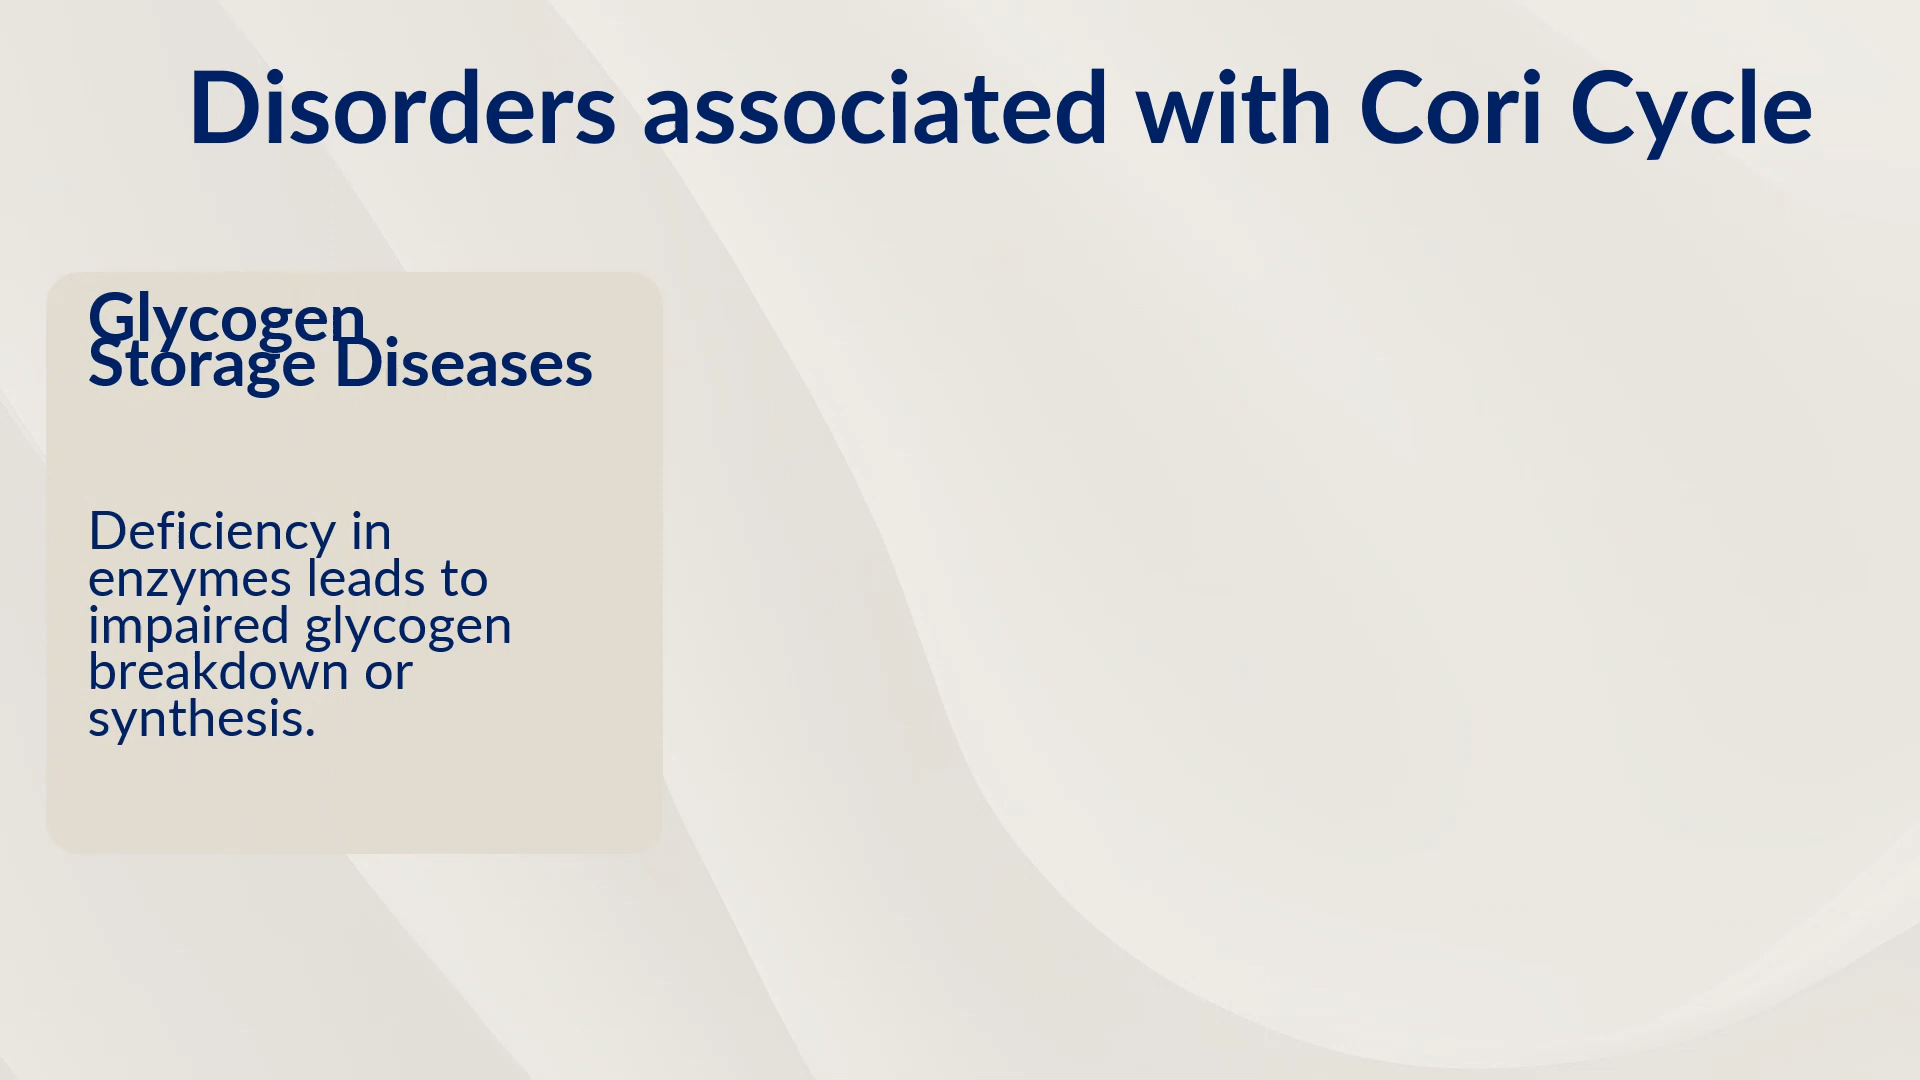 Disorders associated with Cori Cycle
Glycogen
Storage Diseases
Deficiency in
enzymes leads to
impaired glycogen
breakdown or
synthesis.